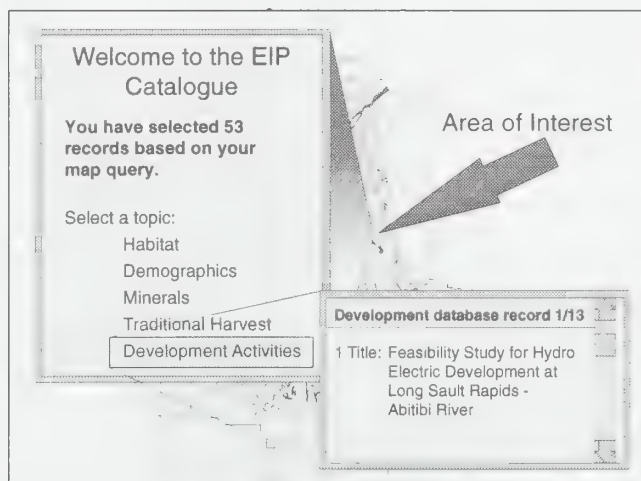 Welcome to the EIP
Catalogue
You have selected 53
records based on your
map query.
Select a topic:
Habitat
Demographics
Minerals
Traditional Harvest
Development Activities
Area of Interest
Development database record 1/13
1 Title: Feasibility Study for Hydro
Electric Development at
Long Sault Rapids -
Abitibi River